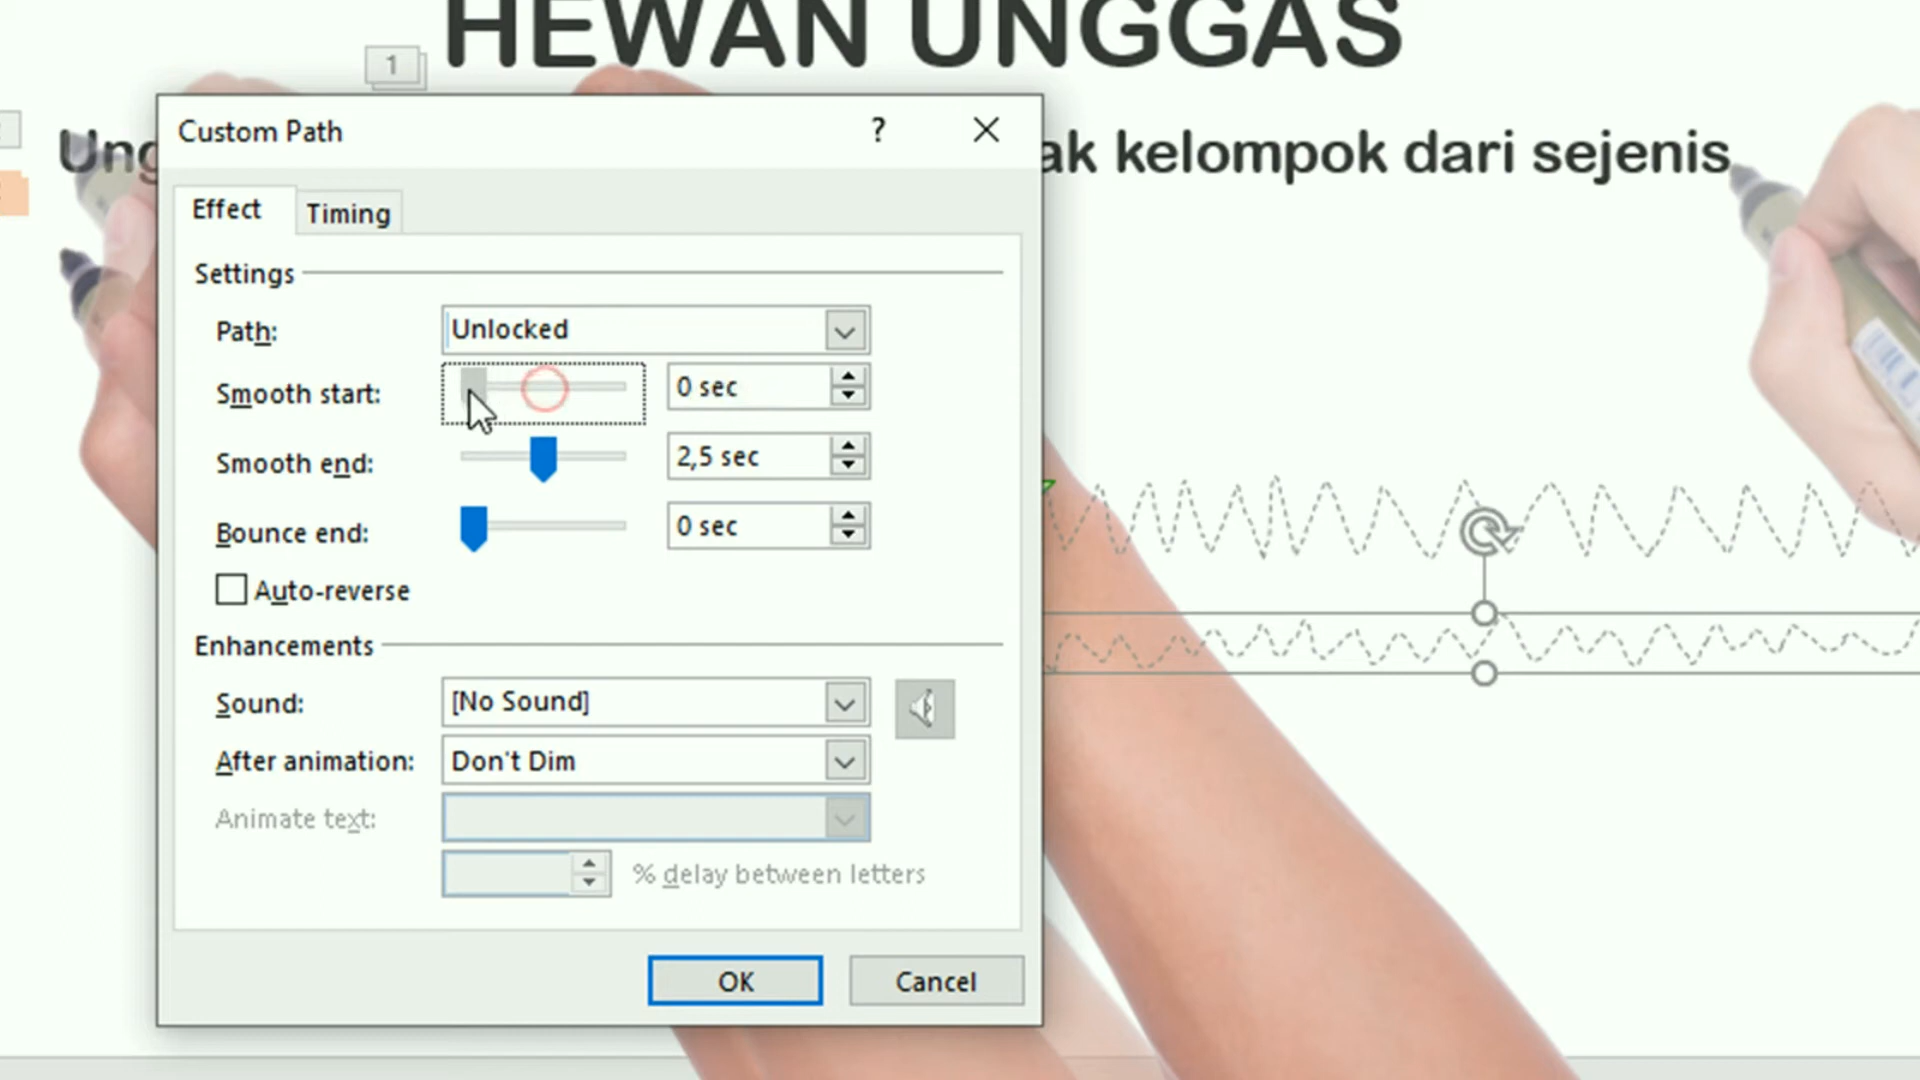 HEWAN UNGGAS
1
Ung
ak kelompok dari sejenis
Custom Path
?
Effect
Timing
Settings
Path:
Unlocked
Smooth start:
0 sec
Smooth end:
2,5 sec
Bounce end:
0 sec
Auto-reverse
Enhancements
Sound:
[No Sound]
After animation:
Don't Dim
Animate text:
% delay between letters
OK
Cancel